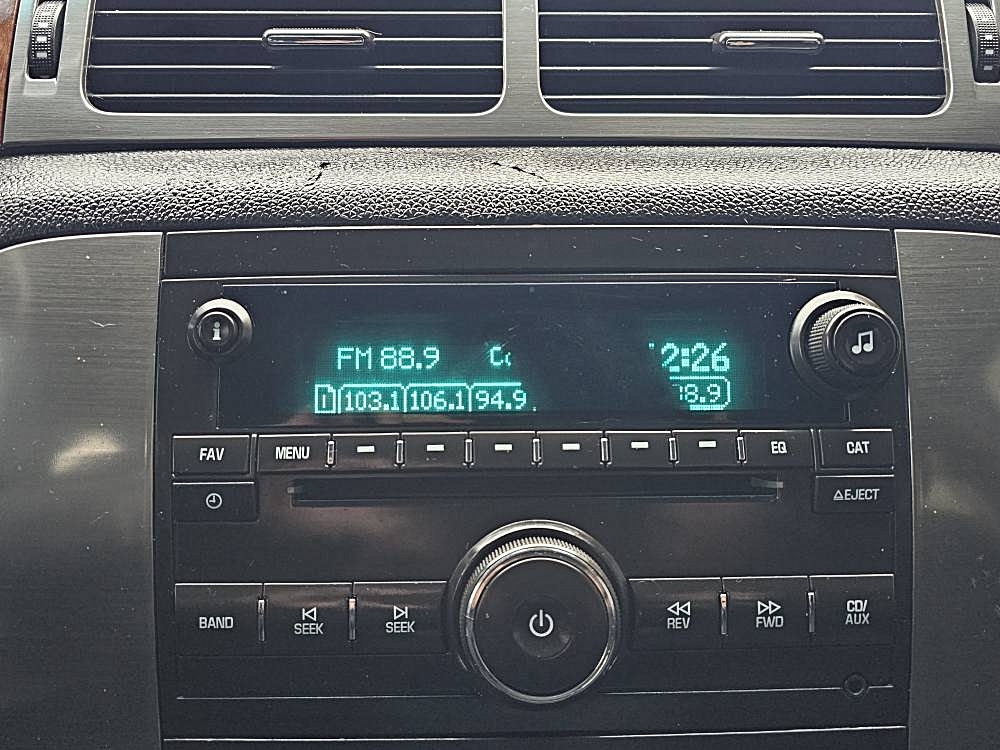 FM 88.9 2:26
1 103.1 106.1 94.9 8.9
FAV MENU EQ CAT
EJECT
BAND SEEK SEEK REV FWD CD/AUX